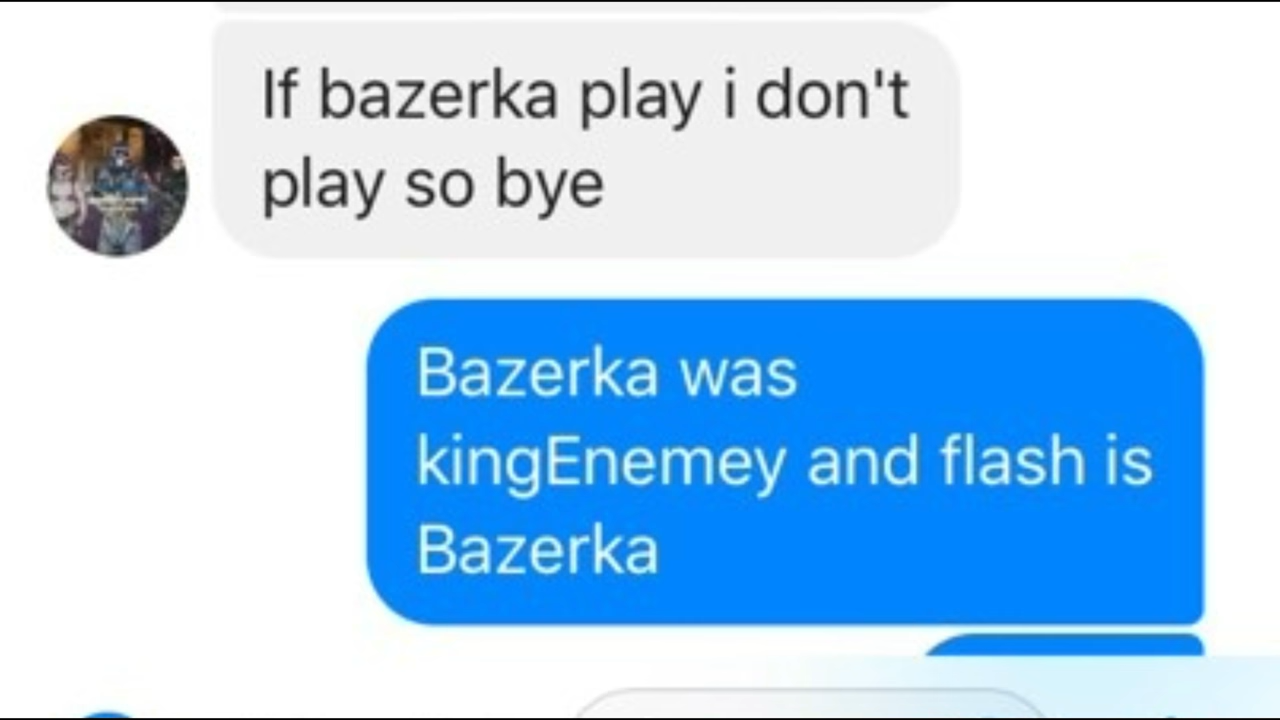 If bazerka play i don't
play so bye
Bazerka was
kingEnemey and flash is
Bazerka